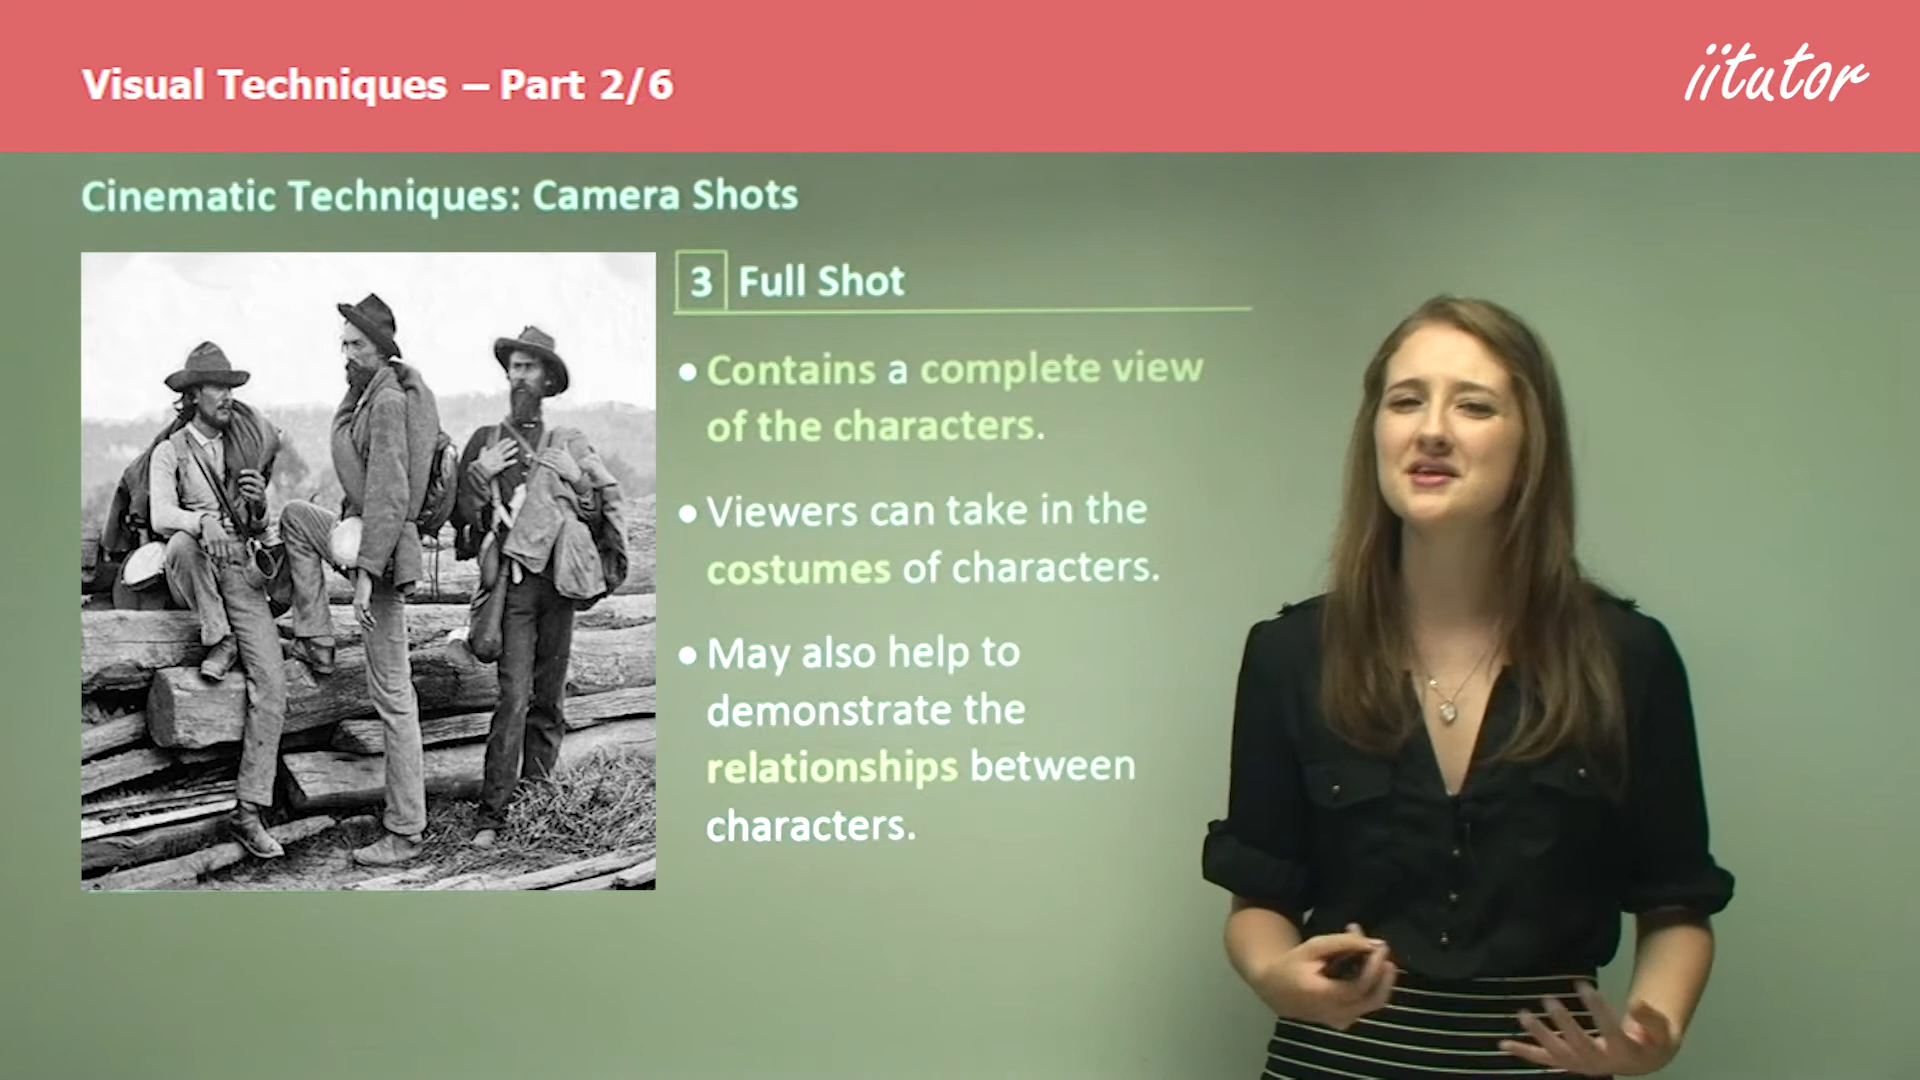 Visual Techniques – Part 2/6
iitutor
Cinematic Techniques: Camera Shots
3 Full Shot
• Contains a complete view
of the characters.
• Viewers can take in the
costumes of characters.
• May also help to
demonstrate the
relationships between
characters.